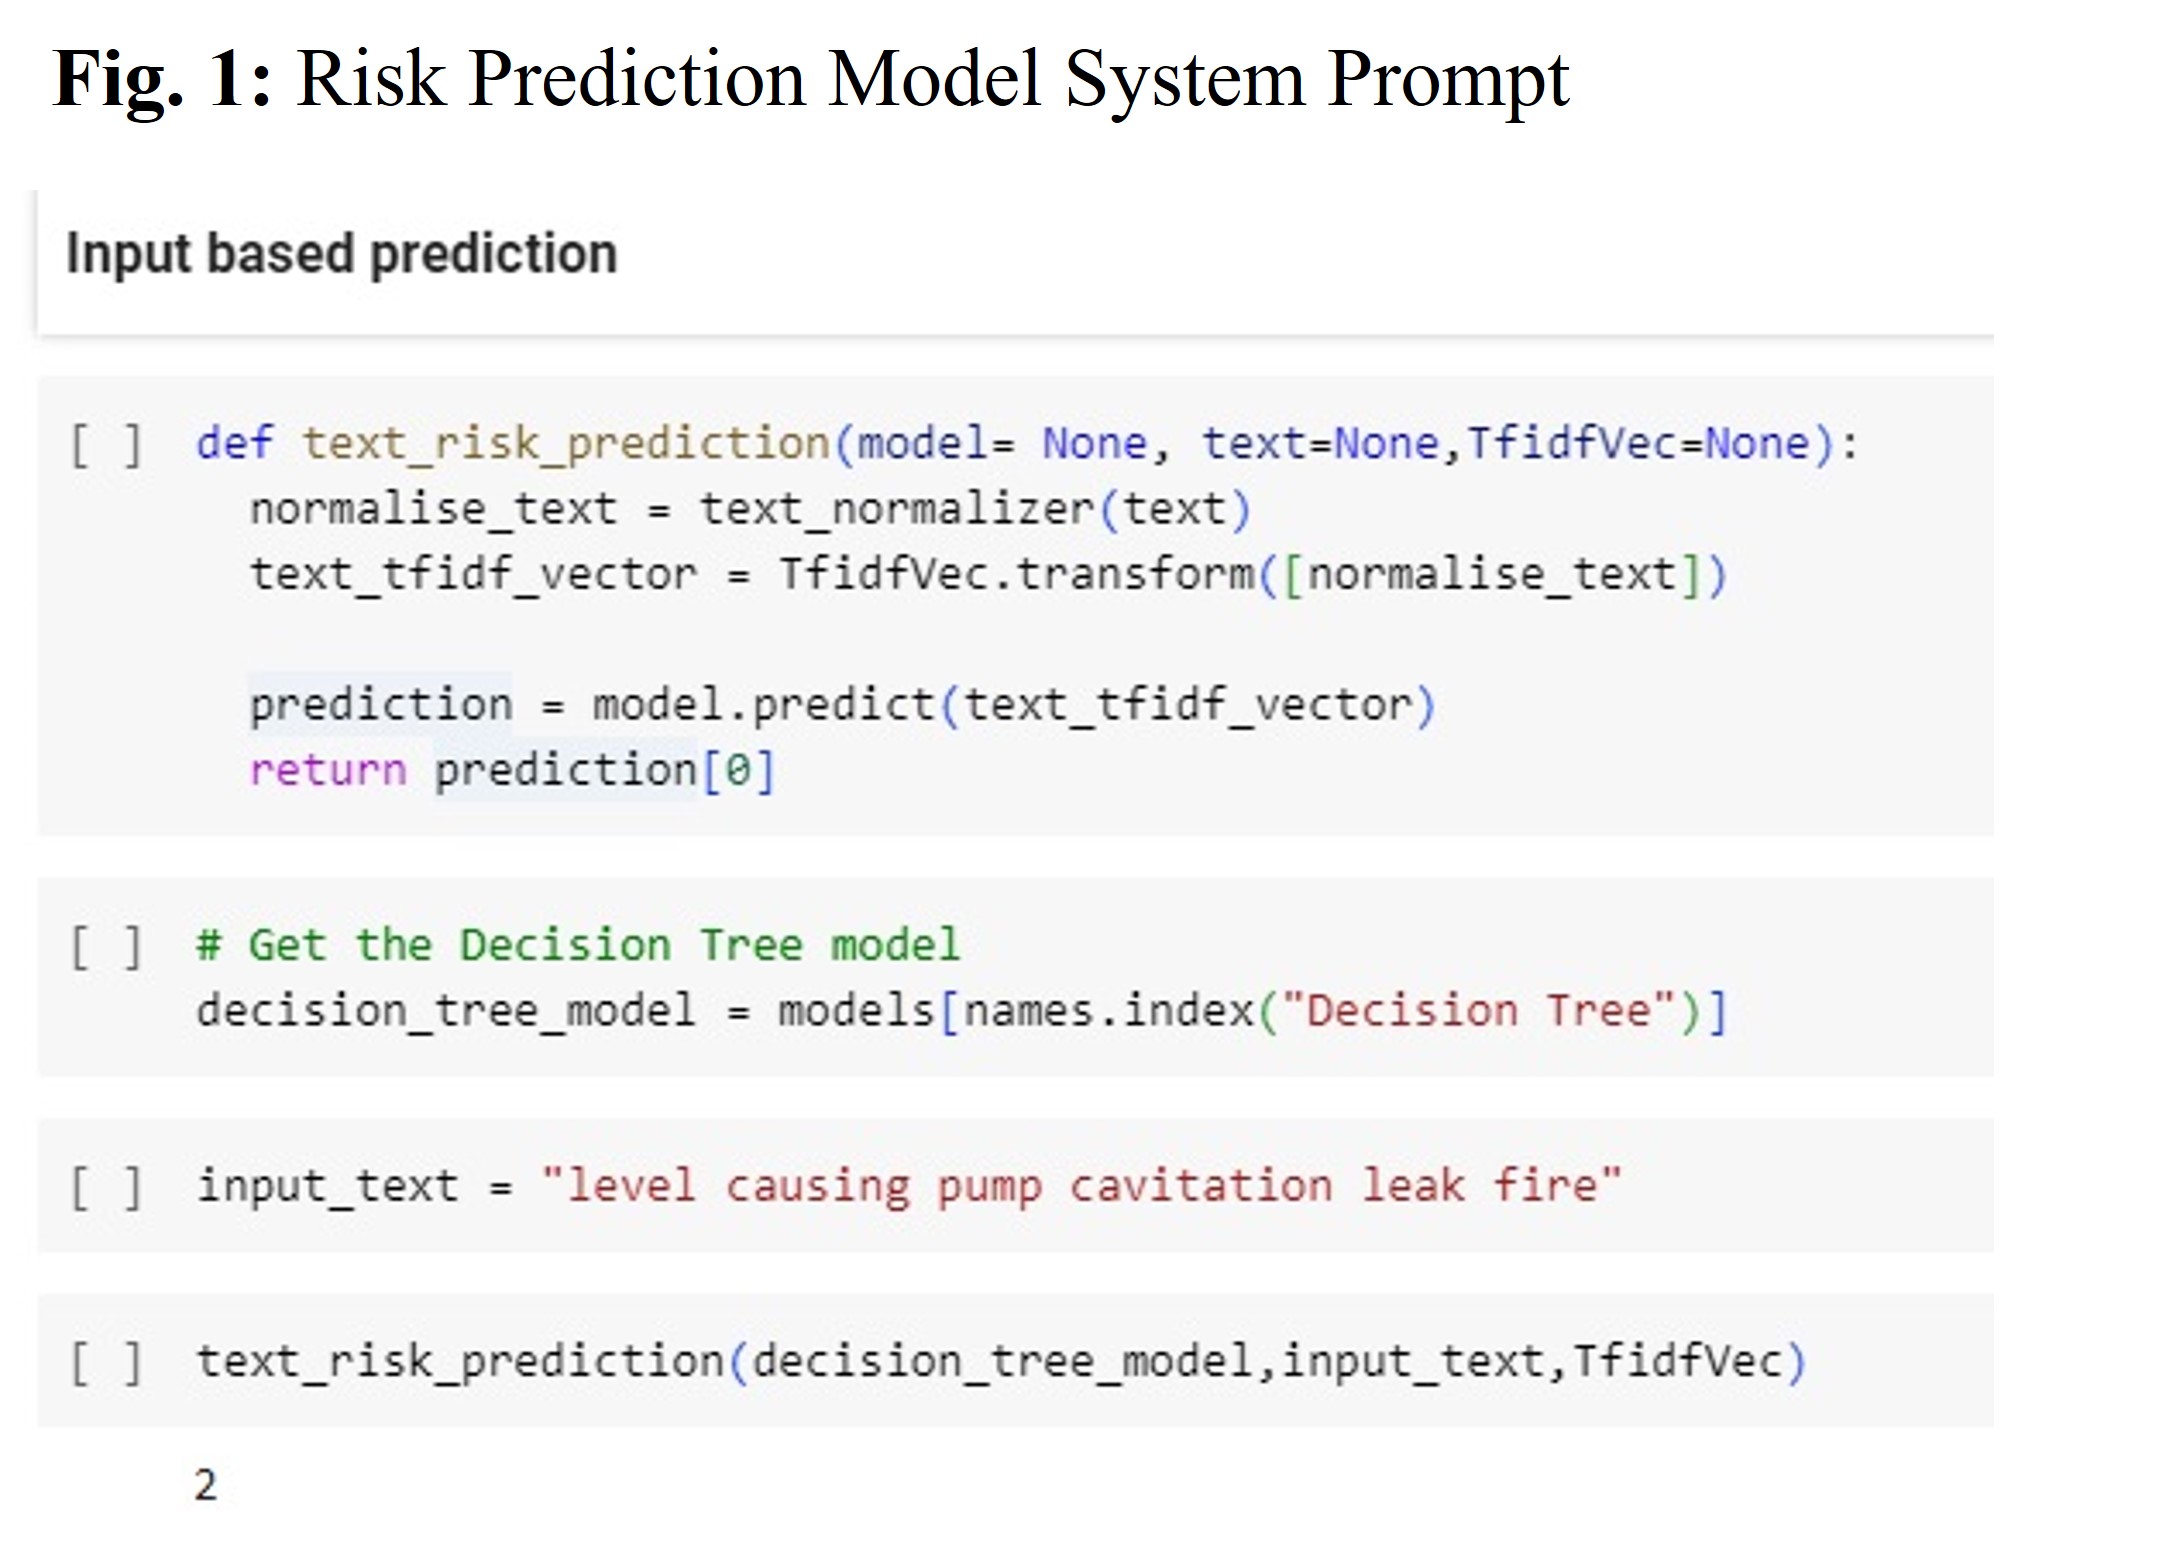 Fig. 1: Risk Prediction Model System Prompt
Input based prediction
[ ] def text_risk_prediction(model= None, text=None,TfidfVec=None):
normalise_text = text_normalizer(text)
text_tfidf_vector = TfidfVec.transform([normalise_text])
prediction = model.predict(text_tfidf_vector)
return prediction[0]
[ ] # Get the Decision Tree model
decision_tree_model = models[names.index("Decision Tree")]
[ ] input_text = "level causing pump cavitation leak fire"
[ ] text_risk_prediction(decision_tree_model,input_text,TfidfVec)
2